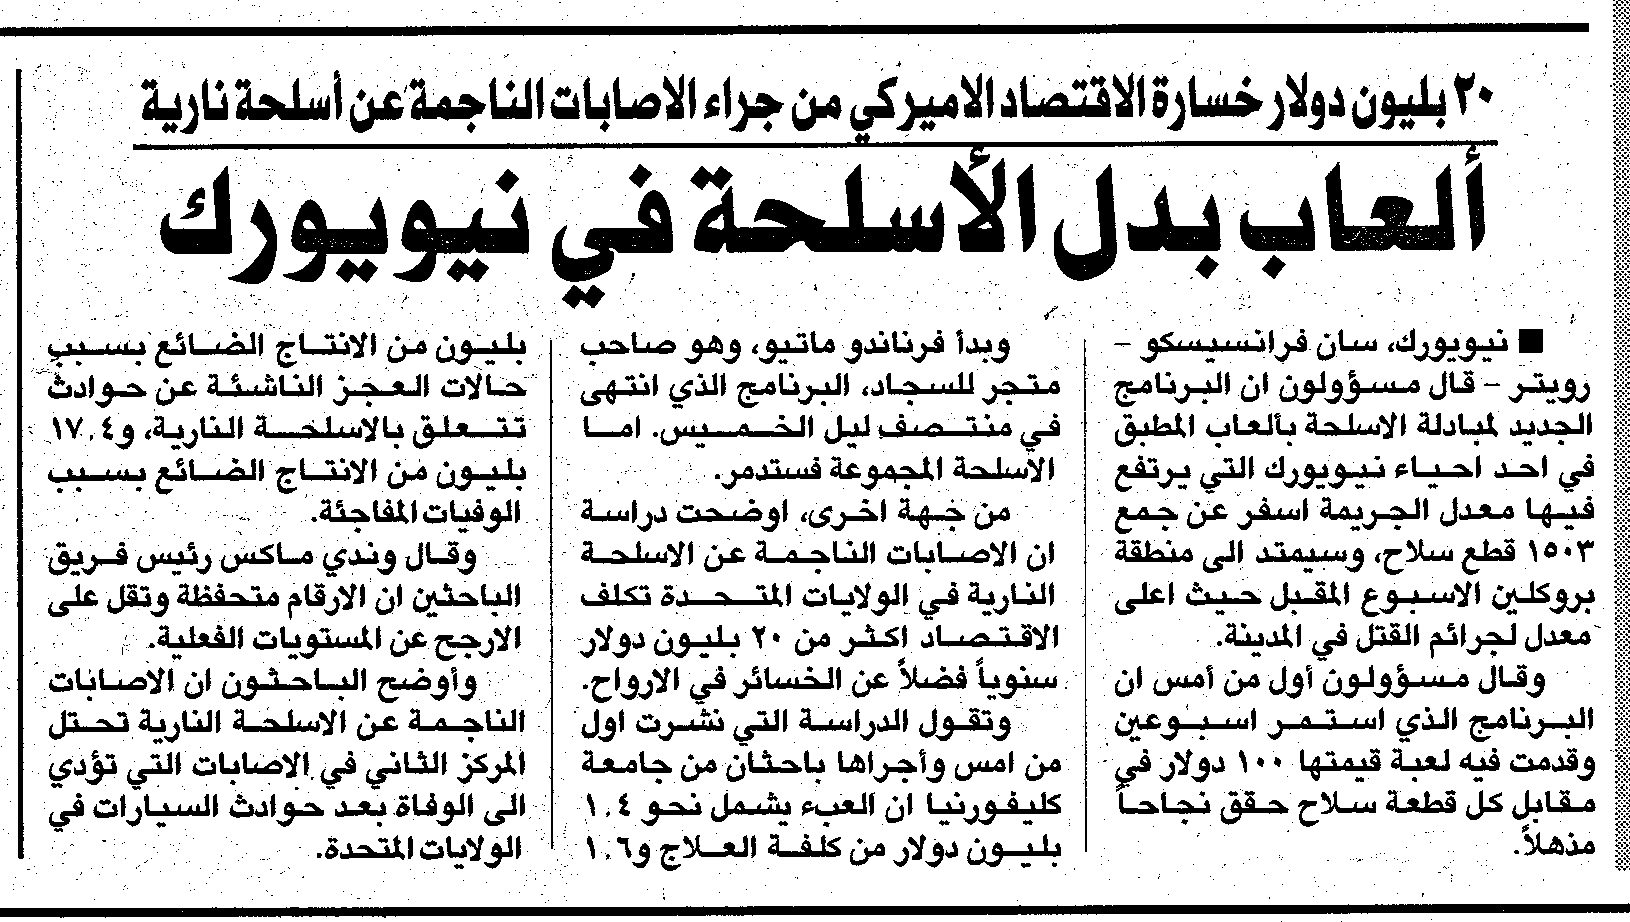 ٢٠ بليون دولار خسارة الاقتصاد الاميركي من جراء الاصابات الناجمة عن أسلحة نارية
ألعاب بدل الأسلحة في نيويورك
■ نيويورك، سان فرانسيسكو –
رويتر – قال مسؤولون ان البرنامج
الجديد لمبادلة الاسلحة بألعاب المطبق
في احد احياء نيويورك التي يرتفع
فيها معدل الجريمة اسفر عن جمع
١٥٠٣ قطع سلاح، وسيمتد الى منطقة
بروكلين الاسبوع المقبل حيث اعلى
معدل لجرائم القتل في المدينة.
وقال مسؤولون أول من أمس ان
البرنامج الذي استمر اسبوعين
وقدمت فيه لعبة قيمتها ١٠٠ دولار في
مقابل كل قطعة سلاح حقق نجاحاً
مذهلاً.
وبدأ فرناندو ماتيو، وهو صاحب
متجر للسجاد، البرنامج الذي انتهى
في منتصف ليل الخميس. اما
الاسلحة المجموعة فستدمر.
من جهة اخرى، اوضحت دراسة
ان الاصابات الناجمة عن الاسلحة
النارية في الولايات المتحدة تكلف
الاقتصاد اكثر من ٢٠ بليون دولار
سنوياً فضلاً عن الخسائر في الارواح.
وتقول الدراسة التي نشرت اول
من امس وأجراها باحثان من جامعة
كليفورنيا ان العبء يشمل نحو ١,٤
بليون دولار من كلفة العلاج و١,٦
بليون من الانتاج الضائع بسبب
حالات العجز الناشئة عن حوادث
تتعلق بالاسلحة النارية، و١٧,٤
بليون من الانتاج الضائع بسبب
الوفيات المفاجئة.
وقال وندي ماكس رئيس فريق
الباحثين ان الارقام متحفظة وتقل على
الارجح عن المستويات الفعلية.
وأوضح الباحثون ان الاصابات
الناجمة عن الاسلحة النارية تحتل
المركز الثاني في الاصابات التي تؤدي
الى الوفاة بعد حوادث السيارات في
الولايات المتحدة.